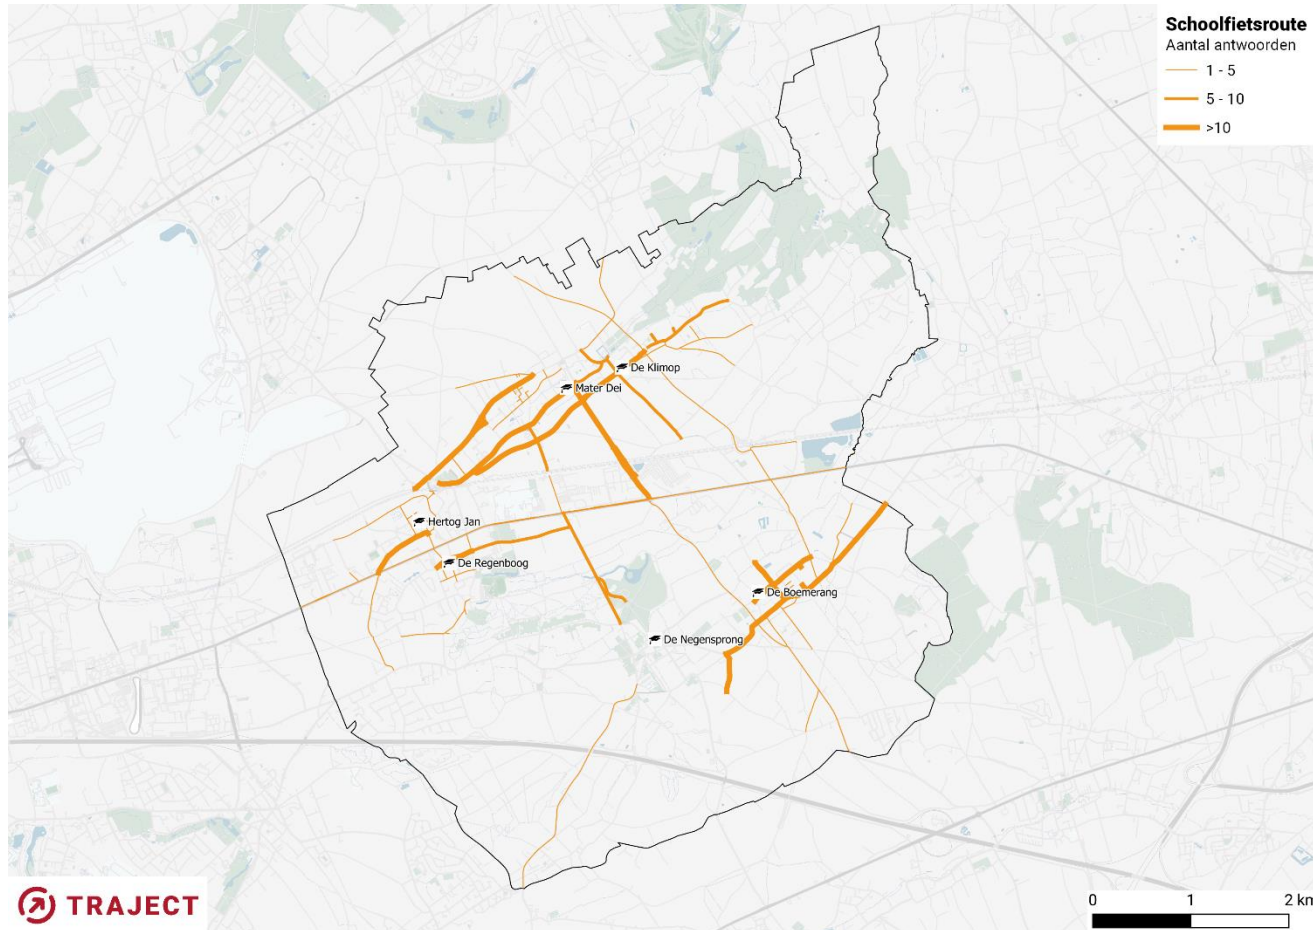 Schoolfietsroute
Aantal antwoorden
1 - 5
5 - 10
>10
De Klimop
Mater Dei
Hertog Jan
De Regenboog
De Boemerang
De Negensprong
TRAJECT
0 1 2 km